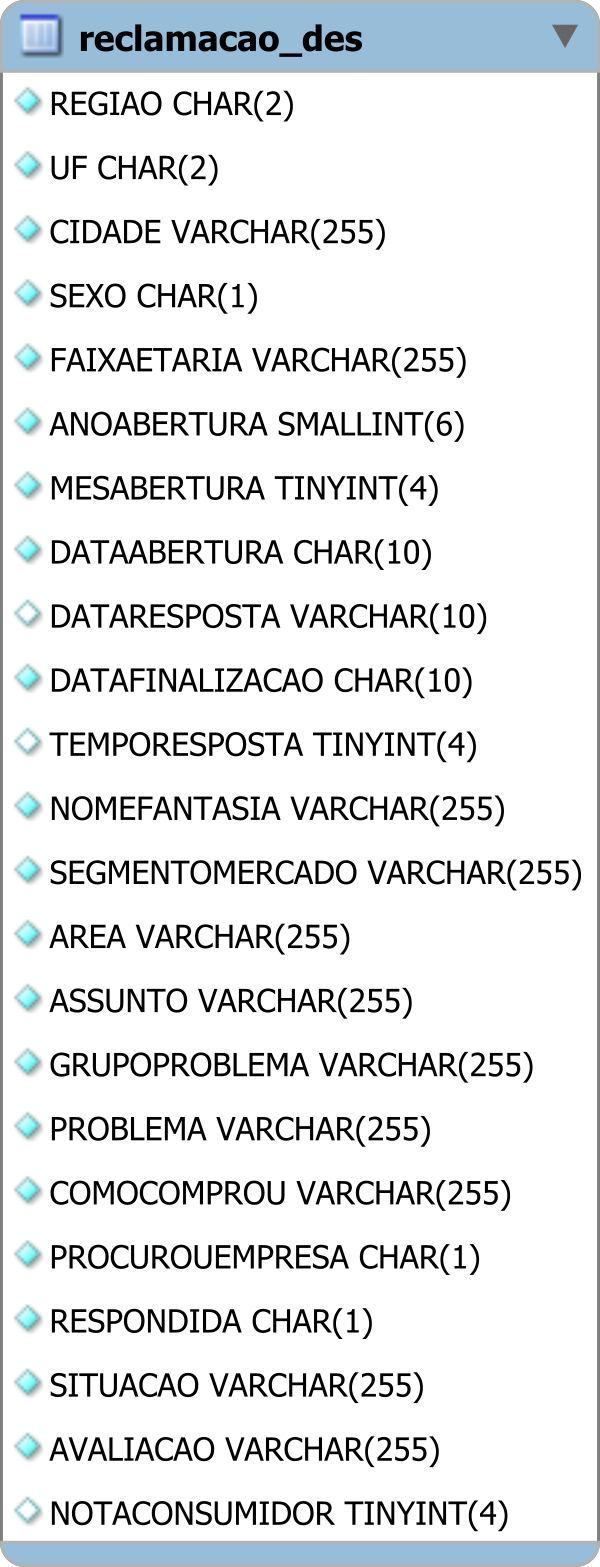 reclamacao_des
REGIAO CHAR(2)
UF CHAR(2)
CIDADE VARCHAR(255)
SEXO CHAR(1)
FAIXAETARIA VARCHAR(255)
ANOABERTURA SMALLINT(6)
MESABERTURA TINYINT(4)
DATAABERTURA CHAR(10)
DATARESPOSTA VARCHAR(10)
DATAFINALIZACAO CHAR(10)
TEMPORESPOSTA TINYINT(4)
NOMEFANTASIA VARCHAR(255)
SEGMENTOMERCADO VARCHAR(255)
AREA VARCHAR(255)
ASSUNTO VARCHAR(255)
GRUPOPROBLEMA VARCHAR(255)
PROBLEMA VARCHAR(255)
COMOCOMPROU VARCHAR(255)
PROCUROUEMPRESA CHAR(1)
RESPONDIDA CHAR(1)
SITUACAO VARCHAR(255)
AVALIACAO VARCHAR(255)
NOTACONSUMIDOR TINYINT(4)